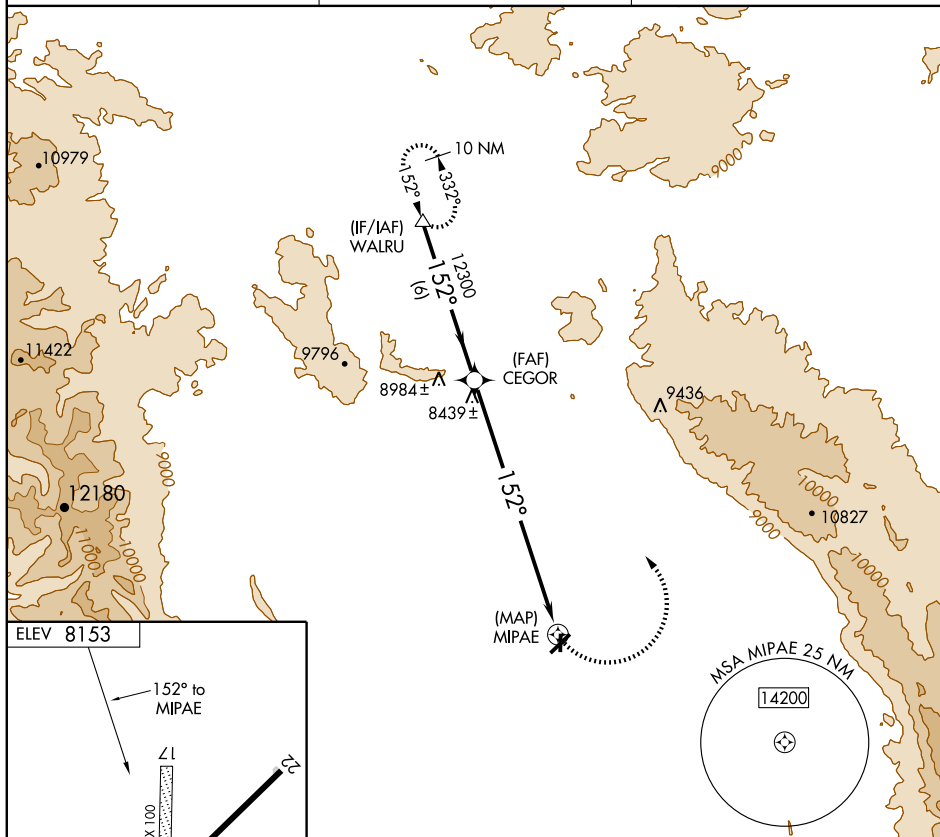 10979
10 NM
152°
332°
9000
(IF/IAF)
WALRU
12300
152°
(6)
11422
9796
(FAF)
CEGOR
8984±
8439±
9436
12180
9000
152°
10000
10827
9000
11000
10000
10000
(MAP)
MIPAE
ELEV 8153
152° to
MIPAE
MSA MIPAE 25 NM
14200
17
22
X 100